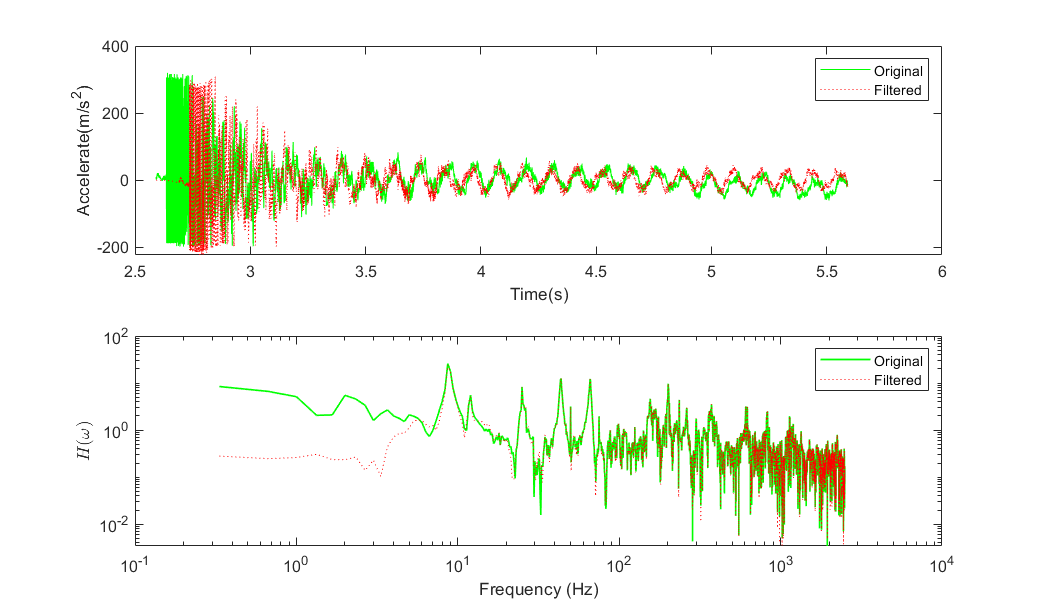 400
200
0
-200
Accelerate(m/s²)
2.5 3 3.5 4 4.5 5 5.5 6
Time(s)
Original
Filtered
10²
10⁰
10⁻²
H(ω)
10⁻¹ 10⁰ 10¹ 10² 10³ 10⁴
Frequency (Hz)
Original
Filtered